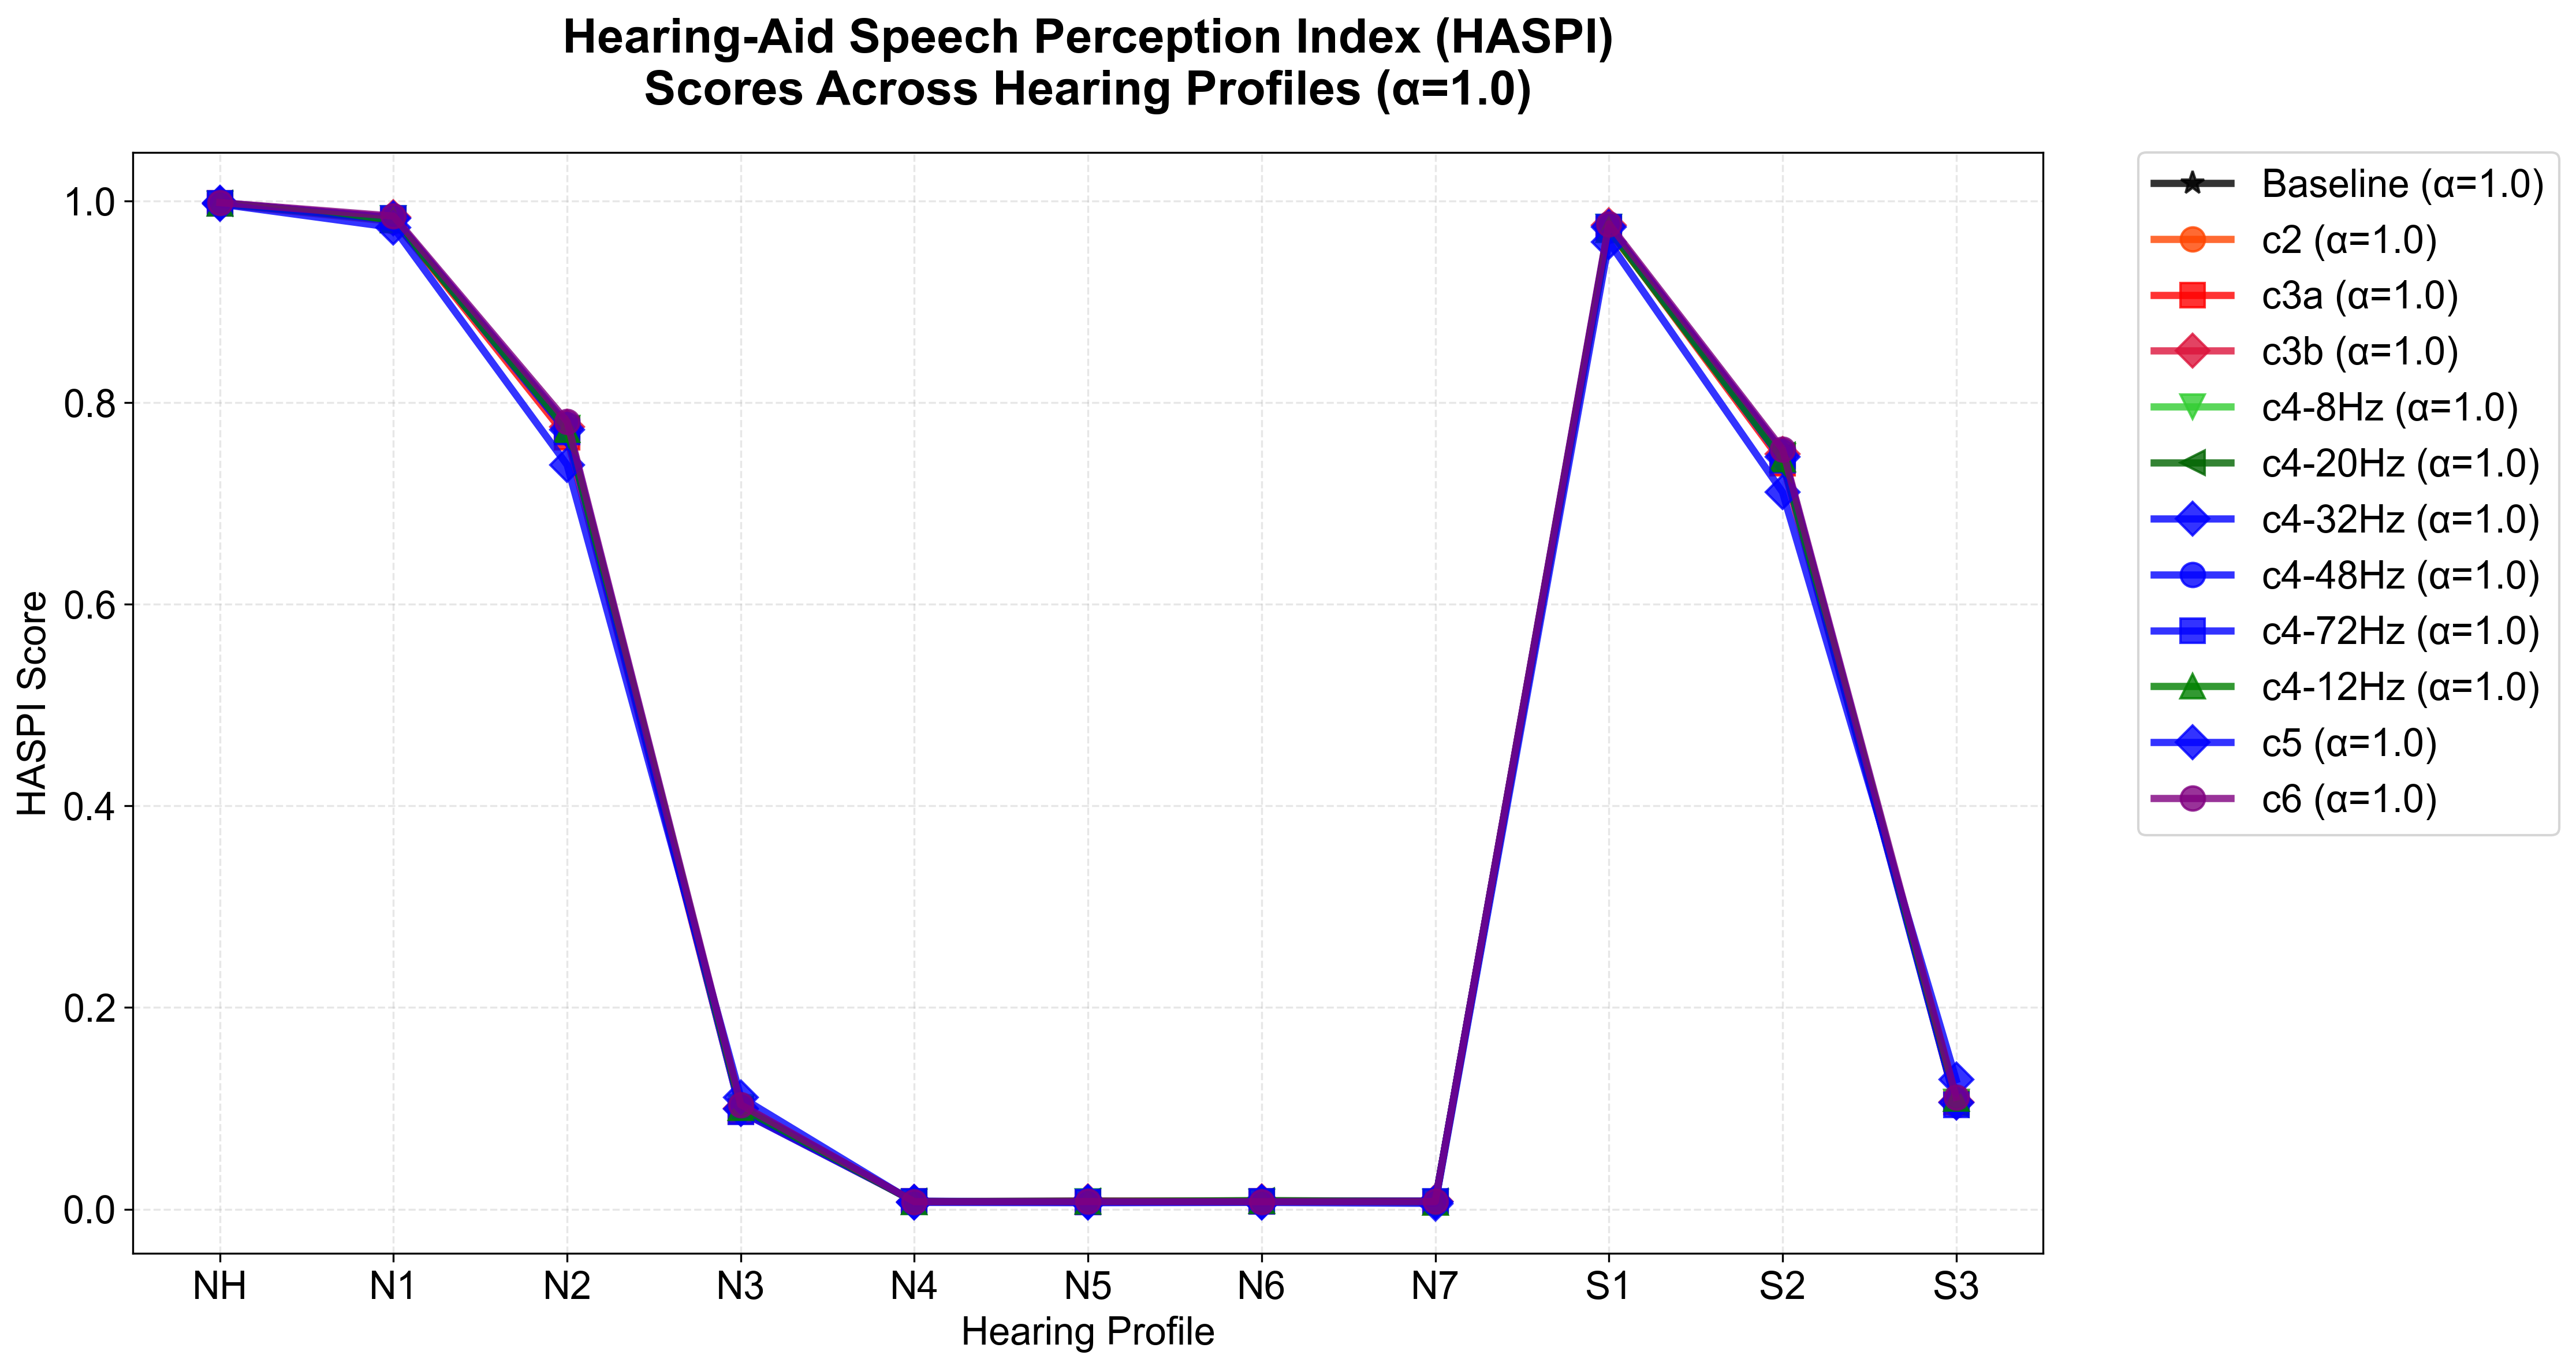 Hearing-Aid Speech Perception Index (HASPI)
Scores Across Hearing Profiles (α=1.0)
HASPI Score
1.0
0.8
0.6
0.4
0.2
0.0
NH N1 N2 N3 N4 N5 N6 N7 S1 S2 S3
Hearing Profile
Baseline (α=1.0)
c2 (α=1.0)
c3a (α=1.0)
c3b (α=1.0)
c4-8Hz (α=1.0)
c4-20Hz (α=1.0)
c4-32Hz (α=1.0)
c4-48Hz (α=1.0)
c4-72Hz (α=1.0)
c4-12Hz (α=1.0)
c5 (α=1.0)
c6 (α=1.0)